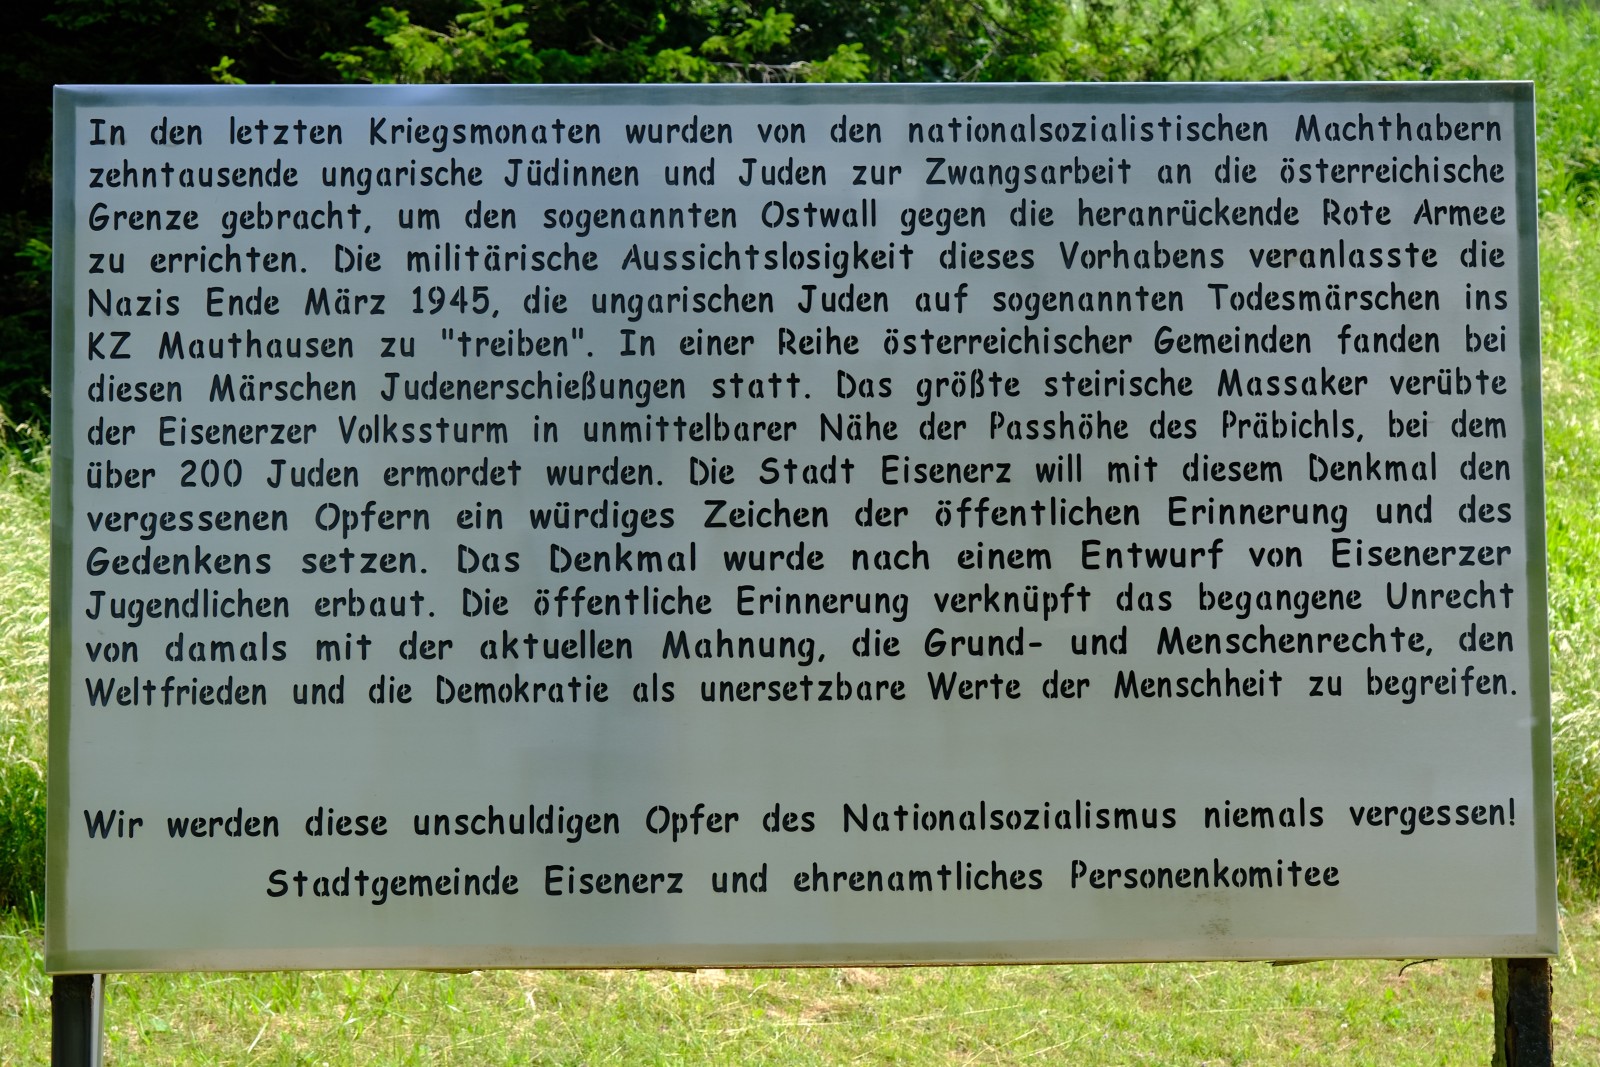 In den letzten Kriegsmonaten wurden von den nationalsozialistischen Machthabern
zehntausende ungarische Jüdinnen und Juden zur Zwangsarbeit an die österreichische
Grenze gebracht, um den sogenannten Ostwall gegen die heranrückende Rote Armee
zu errichten. Die militärische Aussichtslosigkeit dieses Vorhabens veranlasste die
Nazis Ende März 1945, die ungarischen Juden auf sogenannten Todesmärschen ins
KZ Mauthausen zu "treiben". In einer Reihe österreichischer Gemeinden fanden bei
diesen Märschen Judenerschießungen statt. Das größte steirische Massaker verübte
der Eisenerzer Volkssturm in unmittelbarer Nähe der Passhöhe des Präbichls, bei dem
über 200 Juden ermordet wurden. Die Stadt Eisenerz will mit diesem Denkmal den
vergessenen Opfern ein würdiges Zeichen der öffentlichen Erinnerung und des
Gedenkens setzen. Das Denkmal wurde nach einem Entwurf von Eisenerzer
Jugendlichen erbaut. Die öffentliche Erinnerung verknüpft das begangene Unrecht
von damals mit der aktuellen Mahnung, die Grund- und Menschenrechte, den
Weltfrieden und die Demokratie als unersetzbare Werte der Menschheit zu begreifen.
Wir werden diese unschuldigen Opfer des Nationalsozialismus niemals vergessen!
Stadtgemeinde Eisenerz und ehrenamtliches Personenkomitee